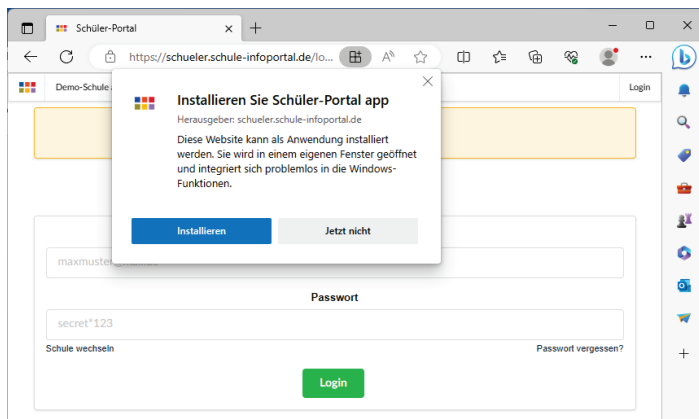 Schüler-Portal
https://schueler.schule-infoportal.de/lo...
Demo-Schule
Login
Installieren Sie Schüler-Portal app
Herausgeber: schueler.schule-infoportal.de
Diese Website kann als Anwendung installiert
werden. Sie wird in einem eigenen Fenster geöffnet
und integriert sich problemlos in die Windows-
Funktionen.
Installieren
Jetzt nicht
Passwort
secret*123
Schule wechseln
Passwort vergessen?
Login